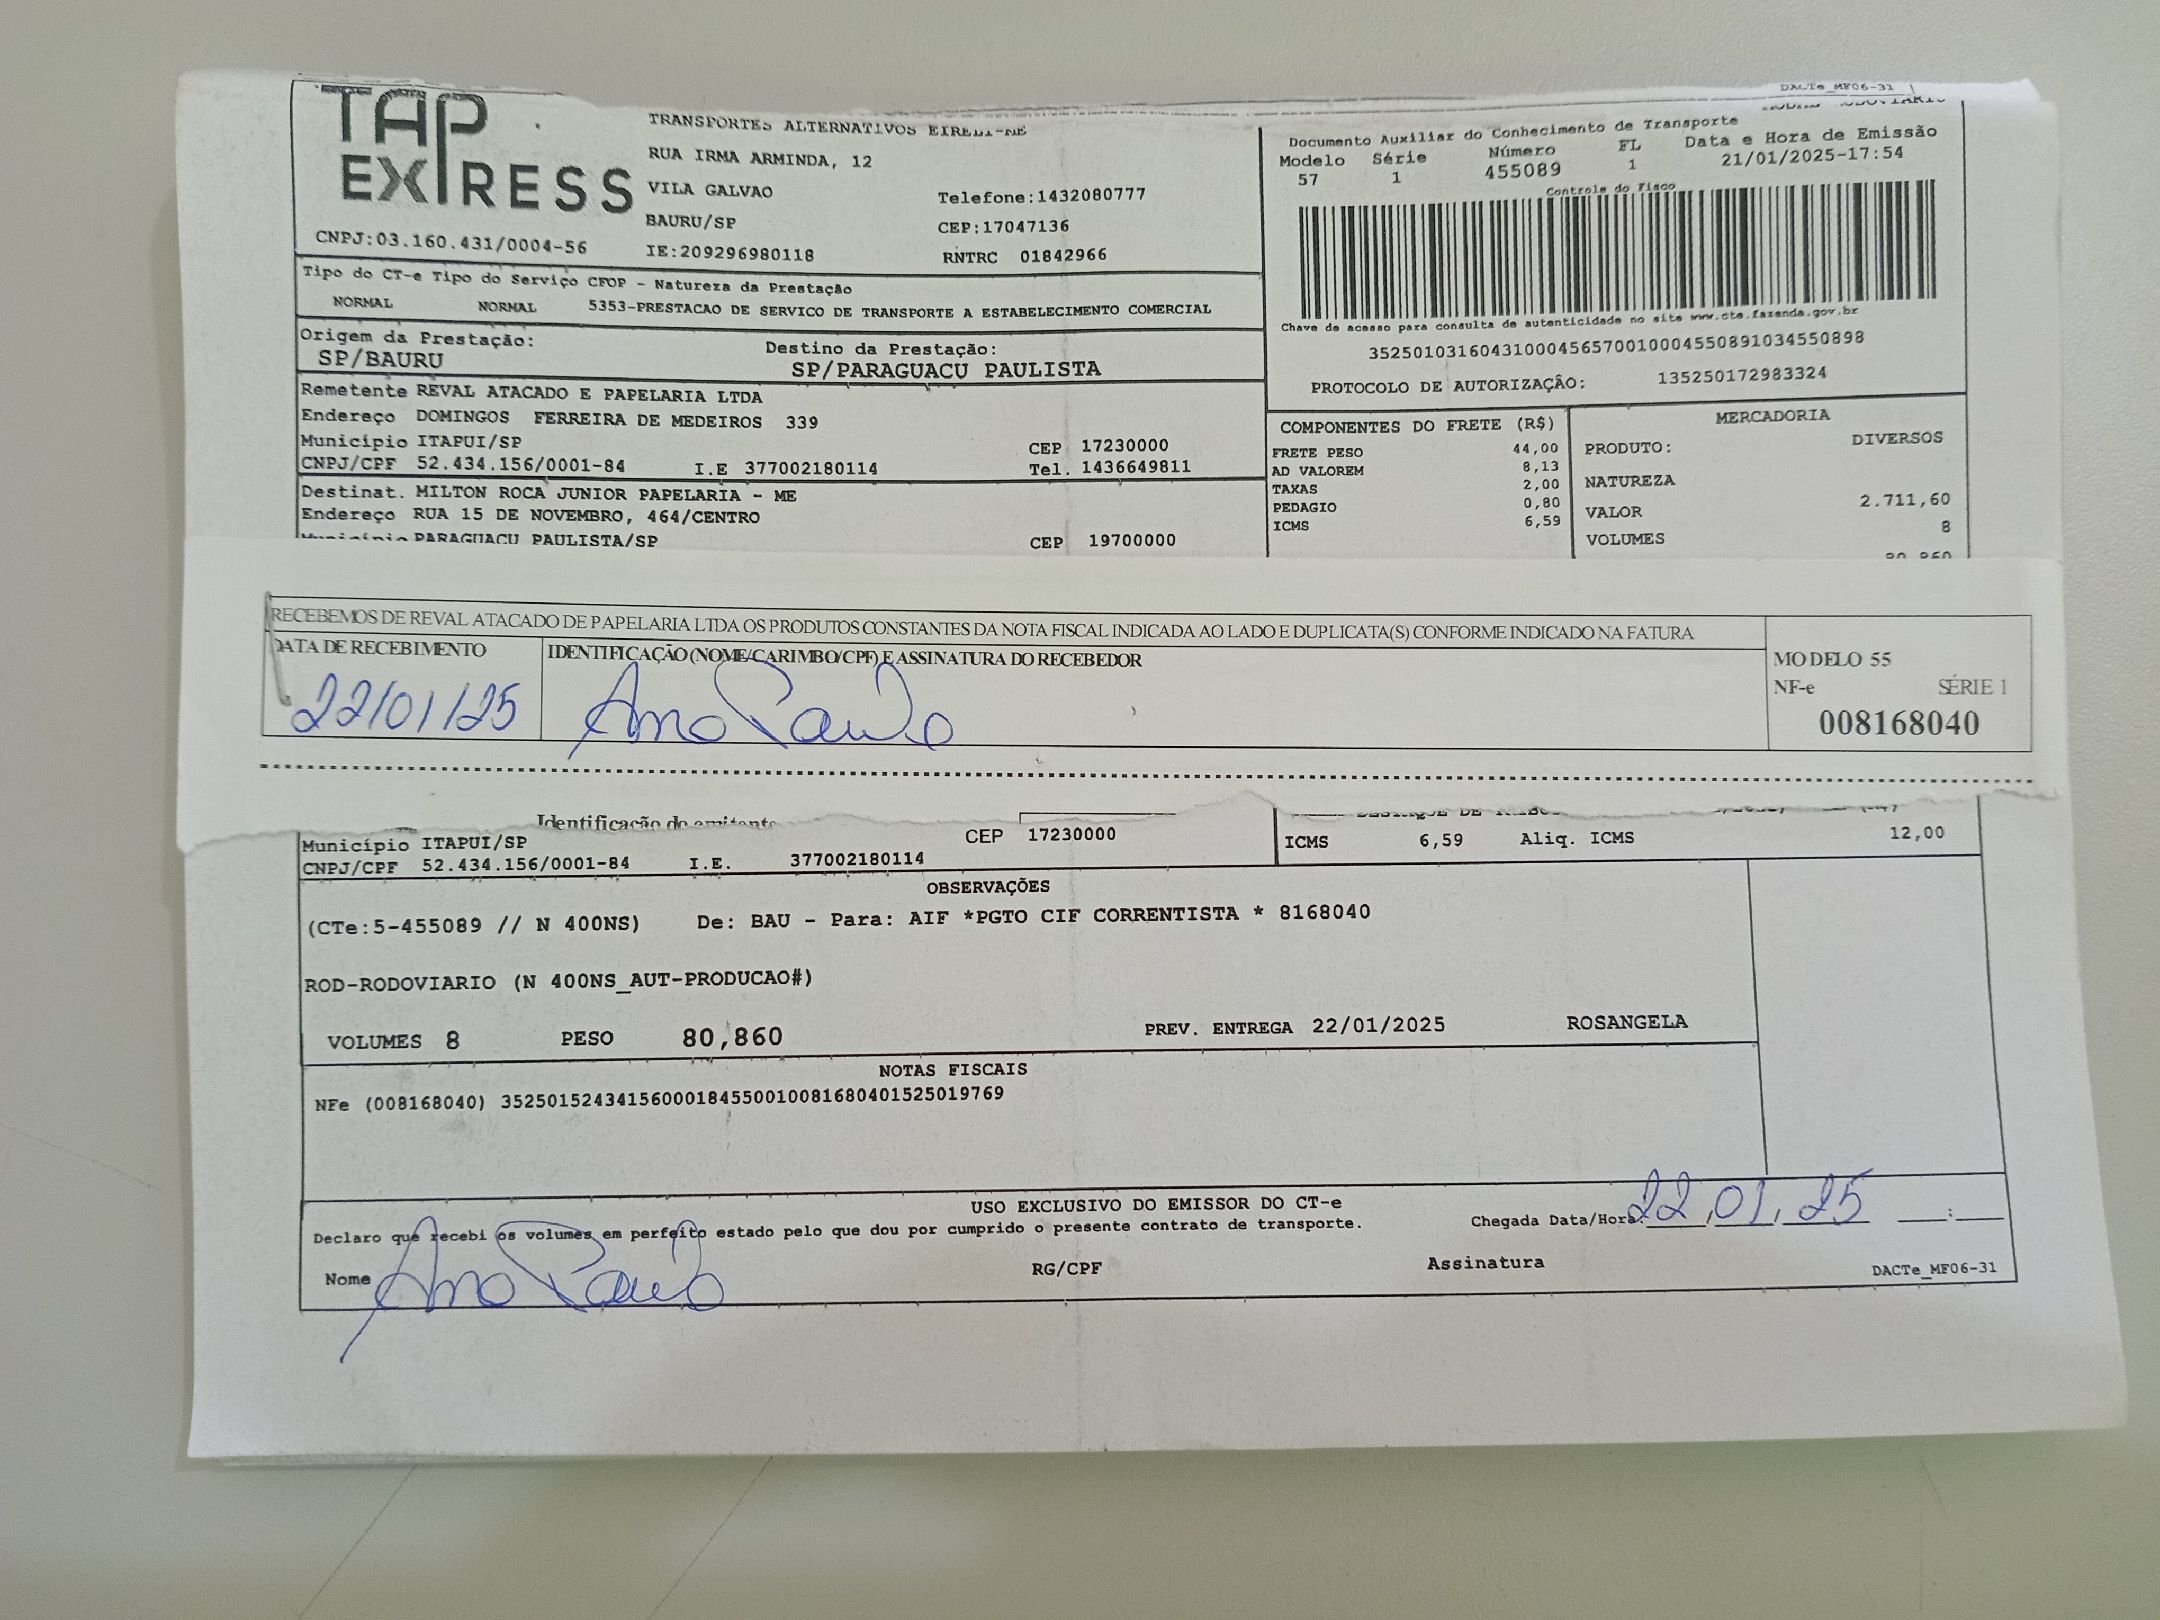 DACTe_MF06-31
TAP EXPRESS
TRANSPORTES ALTERNATIVOS EIRELI-ME
RUA IRMA ARMINDA, 12
VILA GALVAO Telefone:1432080777
BAURU/SP CEP:17047136
CNPJ:03.160.431/0004-56 IE:209296980118 RNTRC 01842966
Documento Auxiliar do Conhecimento de Transporte
Modelo Série Número FL Data e Hora de Emissão
57 1 455089 1 21/01/2025-17:54
Controle do Fisco
Chave de acesso para consulta de autenticidade no site www.cte.fazenda.gov.br
35250103160431000456570010004550891034550898
PROTOCOLO DE AUTORIZAÇÃO: 135250172983324
Tipo do CT-e Tipo do Serviço CFOP - Natureza da Prestação
NORMAL NORMAL 5353-PRESTACAO DE SERVICO DE TRANSPORTE A ESTABELECIMENTO COMERCIAL
Origem da Prestação: Destino da Prestação:
SP/BAURU SP/PARAGUACU PAULISTA
Remetente REVAL ATACADO E PAPELARIA LTDA
Endereço DOMINGOS FERREIRA DE MEDEIROS 339
Município ITAPUI/SP CEP 17230000
CNPJ/CPF 52.434.156/0001-84 I.E 377002180114 Tel. 1436649811
Destinat. MILTON ROCA JUNIOR PAPELARIA - ME
Endereço RUA 15 DE NOVEMBRO, 464/CENTRO
Município PARAGUACU PAULISTA/SP CEP 19700000
COMPONENTES DO FRETE (R$)
FRETE PESO 44,00
AD VALOREM 8,13
TAXAS 2,00
PEDAGIO 0,80
ICMS 6,59
MERCADORIA
PRODUTO: DIVERSOS
NATUREZA
VALOR 2.711,60
VOLUMES 8
80,860
RECEBEMOS DE REVAL ATACADO DE PAPELARIA LTDA OS PRODUTOS CONSTANTES DA NOTA FISCAL INDICADA AO LADO E DUPLICATA(S) CONFORME INDICADO NA FATURA
DATA DE RECEBIMENTO IDENTIFICAÇÃO (NOME/CARIMBO/CPF) E ASSINATURA DO RECEBEDOR
22/01/25 Ana Paula
MODELO 55
NF-e SÉRIE 1
008168040
Identificação do emitente
Município ITAPUI/SP CEP 17230000
CNPJ/CPF 52.434.156/0001-84 I.E. 377002180114
ICMS 6,59 Aliq. ICMS 12,00
OBSERVAÇÕES
(CTe:5-455089 // N 400NS) De: BAU - Para: AIF *PGTO CIF CORRENTISTA * 8168040
ROD-RODOVIARIO (N 400NS_AUT-PRODUCAO#)
VOLUMES 8 PESO 80,860 PREV. ENTREGA 22/01/2025 ROSANGELA
NOTAS FISCAIS
NFe (008168040) 35250152434156000184550010081680401525019769
USO EXCLUSIVO DO EMISSOR DO CT-e
Declaro que recebi os volumes em perfeito estado pelo que dou por cumprido o presente contrato de transporte. Chegada Data/Hora: 22,01,25 :
Nome Ana Paula RG/CPF Assinatura DACTe_MF06-31